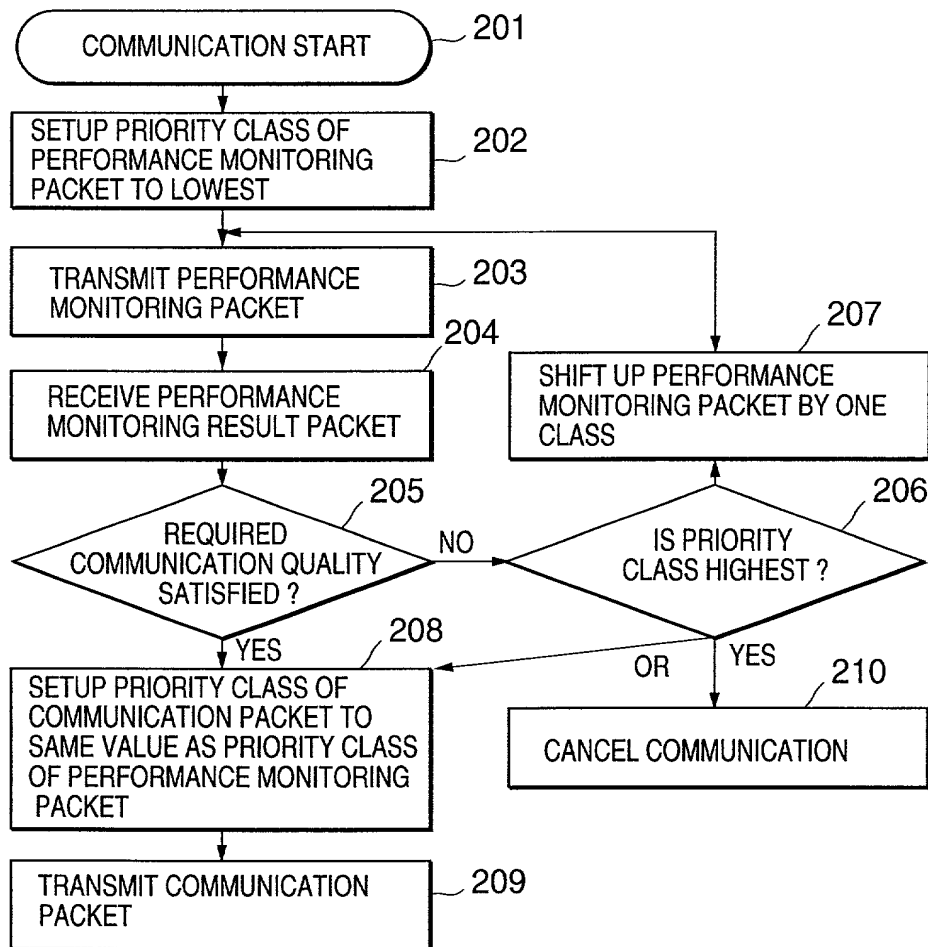 COMMUNICATION START
201
SETUP PRIORITY CLASS OF
PERFORMANCE MONITORING
PACKET TO LOWEST
202
TRANSMIT PERFORMANCE
MONITORING PACKET
203
204
RECEIVE PERFORMANCE
MONITORING RESULT PACKET
207
SHIFT UP PERFORMANCE
MONITORING PACKET BY ONE
CLASS
205
REQUIRED
COMMUNICATION QUALITY
SATISFIED ?
NO
206
IS PRIORITY
CLASS HIGHEST ?
YES
208
OR
YES
SETUP PRIORITY CLASS OF
COMMUNICATION PACKET TO
SAME VALUE AS PRIORITY CLASS
OF PERFORMANCE MONITORING
PACKET
210
CANCEL COMMUNICATION
TRANSMIT COMMUNICATION
PACKET
209